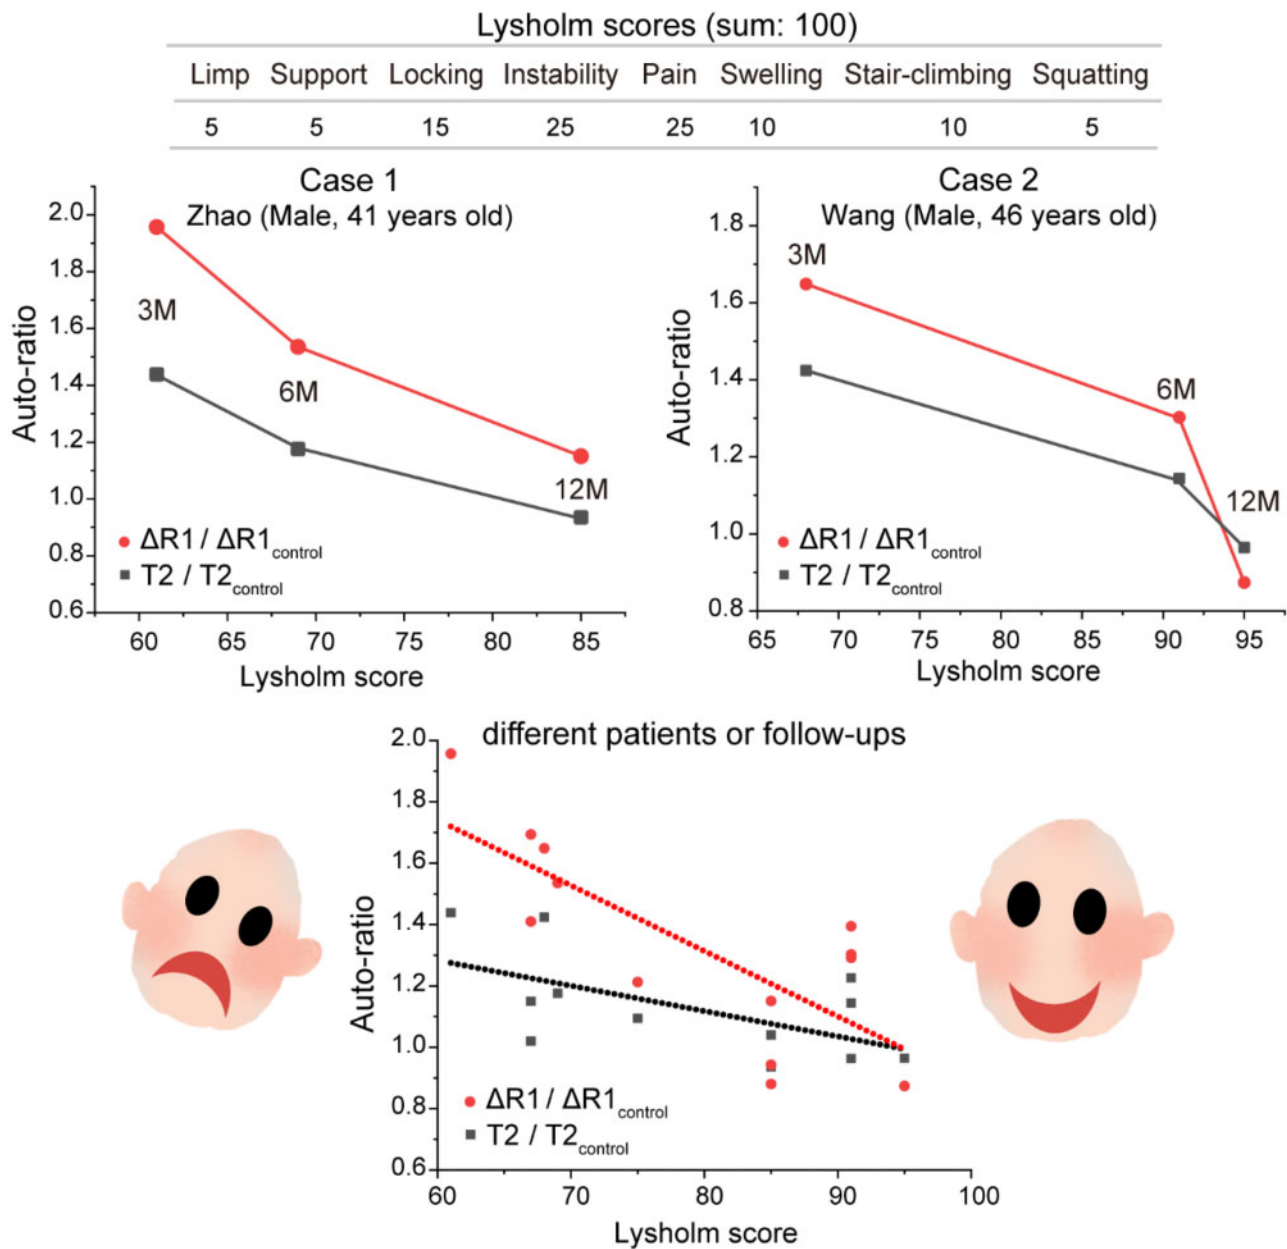 Lysholm scores (sum: 100)
Limp Support Locking Instability Pain Swelling Stair-climbing Squatting
5 5 15 25 25 10 10 5
Case 1
Zhao (Male, 41 years old)
2.0
1.8
1.6
1.4
1.2
1.0
0.8
0.6
Auto-ratio
3M
6M
12M
ΔR1 / ΔR1control
T2 / T2control
60 65 70 75 80 85
Lysholm score
Case 2
Wang (Male, 46 years old)
1.8
1.6
1.4
1.2
1.0
0.8
Auto-ratio
3M
6M
12M
ΔR1 / ΔR1control
T2 / T2control
65 70 75 80 85 90 95
Lysholm score
different patients or follow-ups
2.0
1.8
1.6
1.4
1.2
1.0
0.8
0.6
Auto-ratio
ΔR1 / ΔR1control
T2 / T2control
60 70 80 90 100
Lysholm score